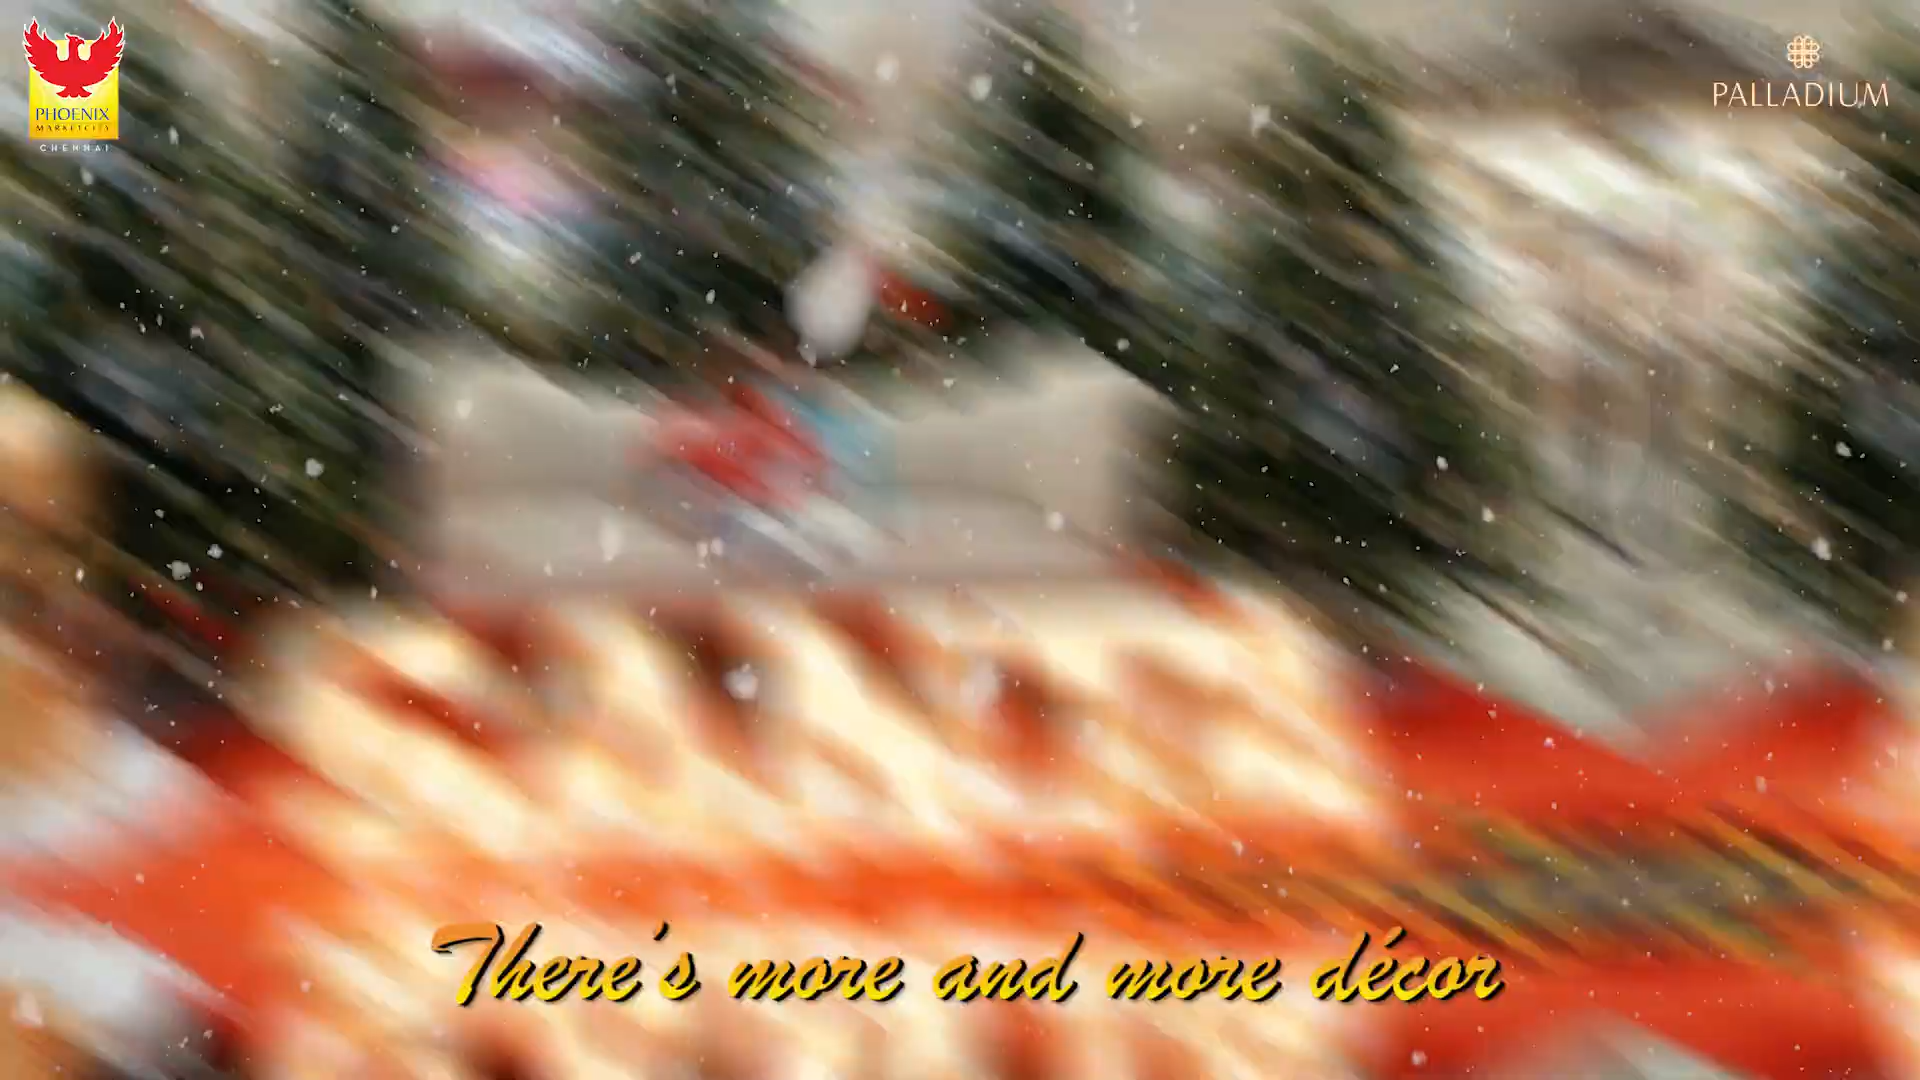 PHOENIX
MARKETCITY
CHENNAI
PALLADIUM
There's more and more décor